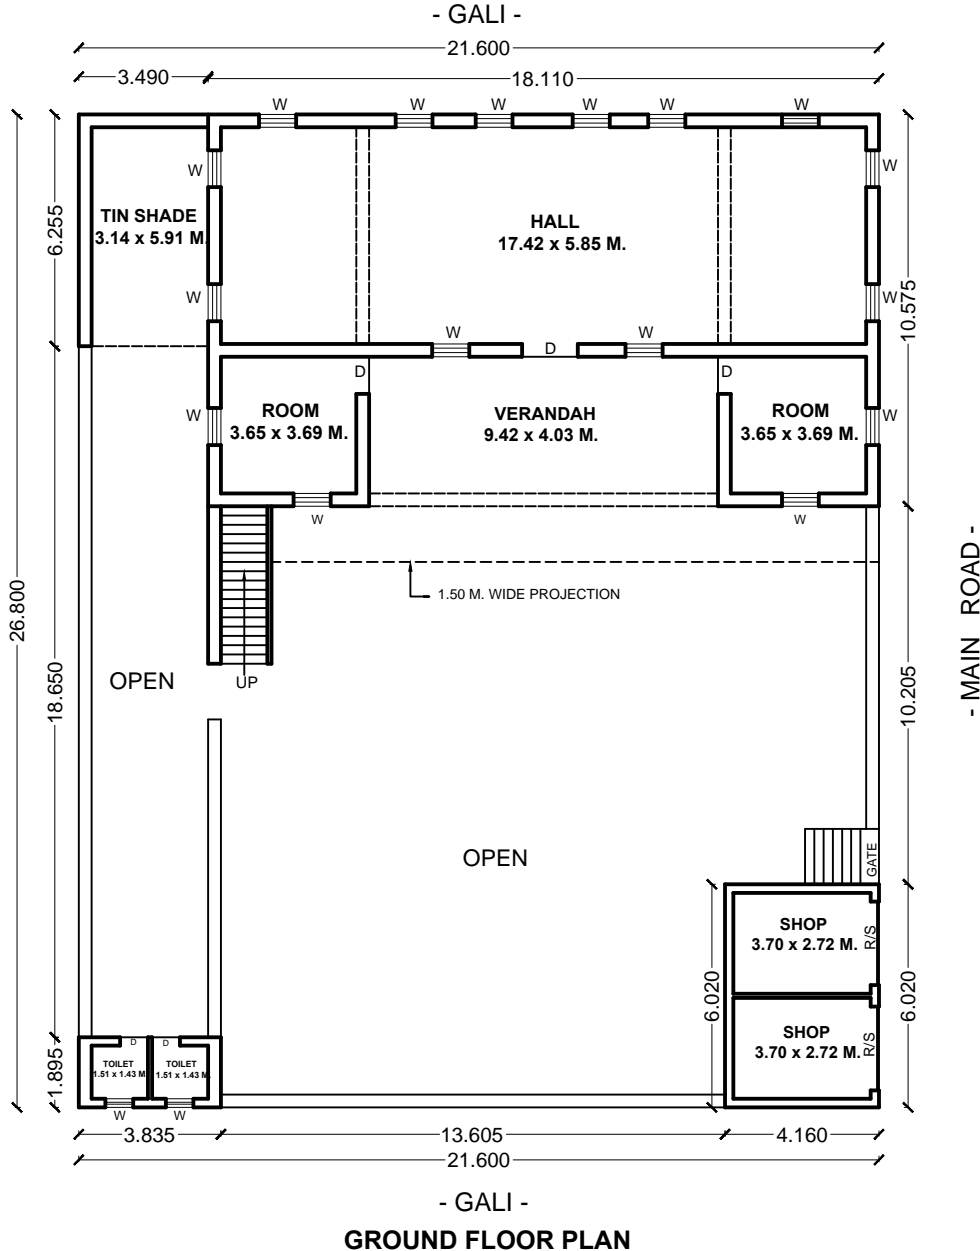 - GALI -
21.600
3.490
18.110
W
W
W
W
W
W
W
W
TIN SHADE
3.14 x 5.91 M.
HALL
17.42 x 5.85 M.
6.255
W
W
10.575
W
W
D
D
D
W
ROOM
3.65 x 3.69 M.
VERANDAH
9.42 x 4.03 M.
ROOM
3.65 x 3.69 M.
W
W
W
26.800
1.50 M. WIDE PROJECTION
- MAIN ROAD -
OPEN
UP
18.650
10.205
OPEN
GATE
SHOP
3.70 x 2.72 M.
R/S
6.020
6.020
SHOP
3.70 x 2.72 M.
R/S
D
D
TOILET
1.51 x 1.43 M.
TOILET
1.51 x 1.43 M.
1.895
W
W
3.835
13.605
4.160
21.600
- GALI -
GROUND FLOOR PLAN